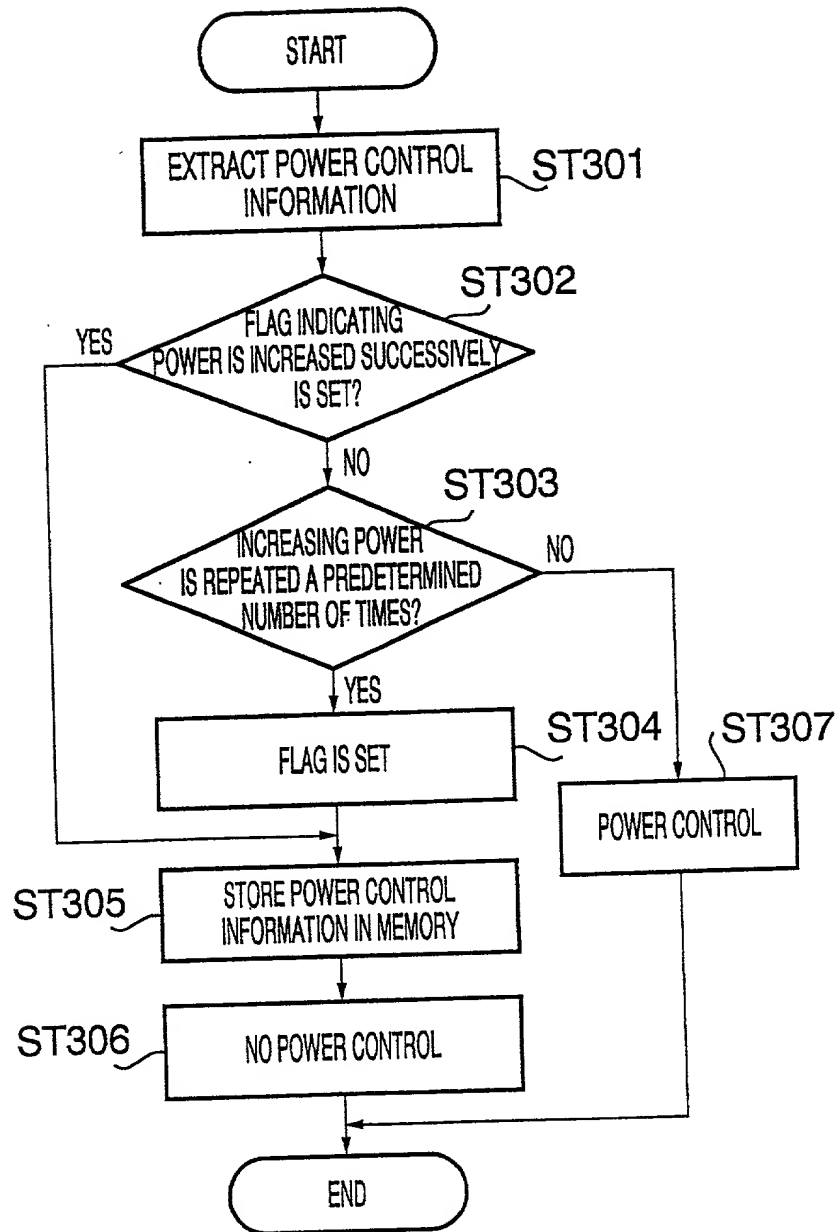 START
EXTRACT POWER CONTROL
INFORMATION
ST301
ST302
FLAG INDICATING
POWER IS INCREASED SUCCESSIVELY
IS SET?
YES
NO
ST303
INCREASING POWER
IS REPEATED A PREDETERMINED
NUMBER OF TIMES?
NO
YES
ST304
FLAG IS SET
ST307
POWER CONTROL
ST305
STORE POWER CONTROL
INFORMATION IN MEMORY
ST306
NO POWER CONTROL
END